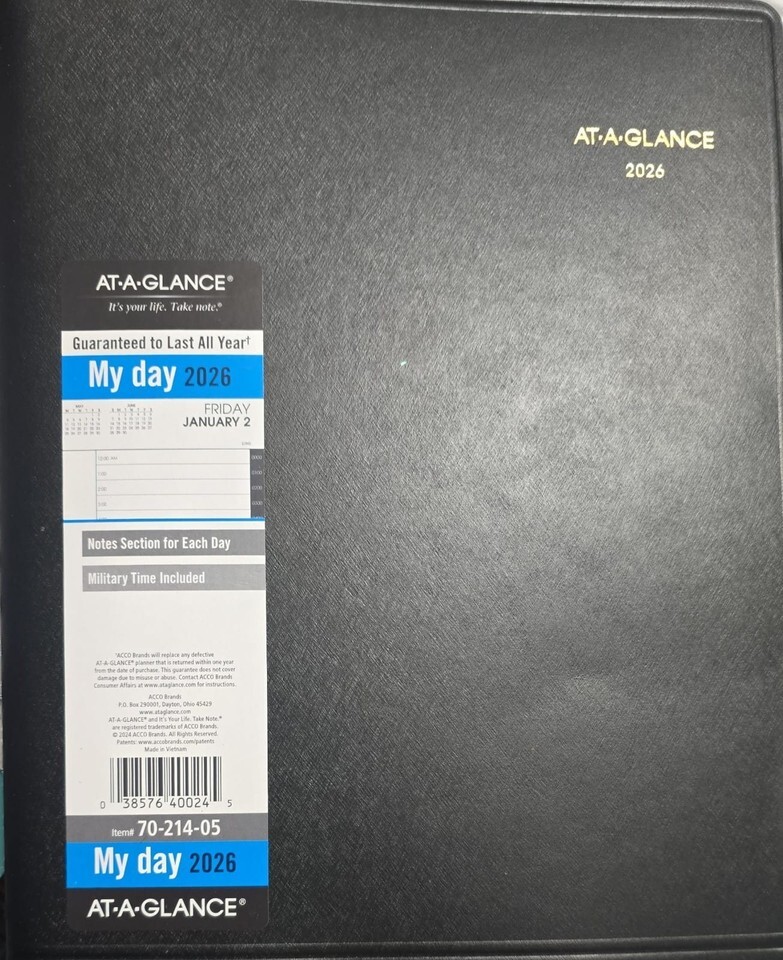 AT·A·GLANCE
2026
AT·A·GLANCE®
It's your life. Take note.®
Guaranteed to Last All Year†
My day 2026
FRIDAY
JANUARY 2
Notes Section for Each Day
Military Time Included
†ACCO Brands will replace any defective
AT-A-GLANCE® planner that is returned within one year
from the date of purchase. This guarantee does not cover
damage due to misuse or abuse. Contact ACCO Brands
Consumer Affairs at www.ataglance.com for instructions.
ACCO Brands
P.O. Box 290001, Dayton, Ohio 45429
www.ataglance.com
AT-A-GLANCE® and It's Your Life. Take Note.®
are registered trademarks of ACCO Brands.
© 2024 ACCO Brands. All Rights Reserved.
Patents: www.accobrands.com/patents
Made in Vietnam
0 38576 40024 5
Item# 70-214-05
My day 2026
AT·A·GLANCE®